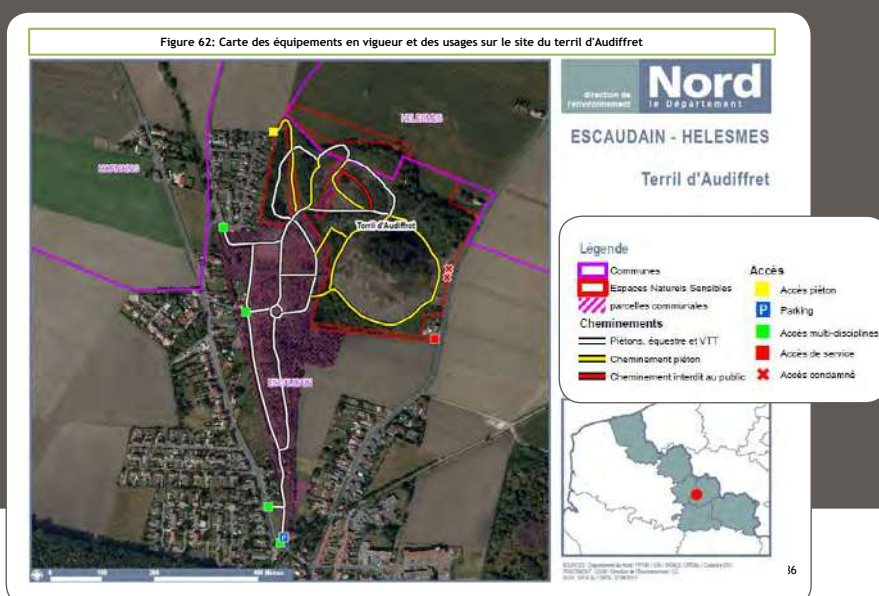 Figure 62: Carte des équipements en vigueur et des usages sur le site du terril d'Audiffret
direction de
l'environnement
Nord
le Département
ESCAUDAIN - HELESMES
Terril d'Audiffret
HELESMES
Terril d'Audiffret
ESCAUDAIN
Légende
Communes
Espaces Naturels Sensibles
parcelles communiales
Cheminements
Piétons, équestre et VTT
Cheminement piéton
Cheminement interdit au public
Accès
Accès piéton
P
Parking
Accès multi-disciplines
Accès de service
Accès condamné
P
36